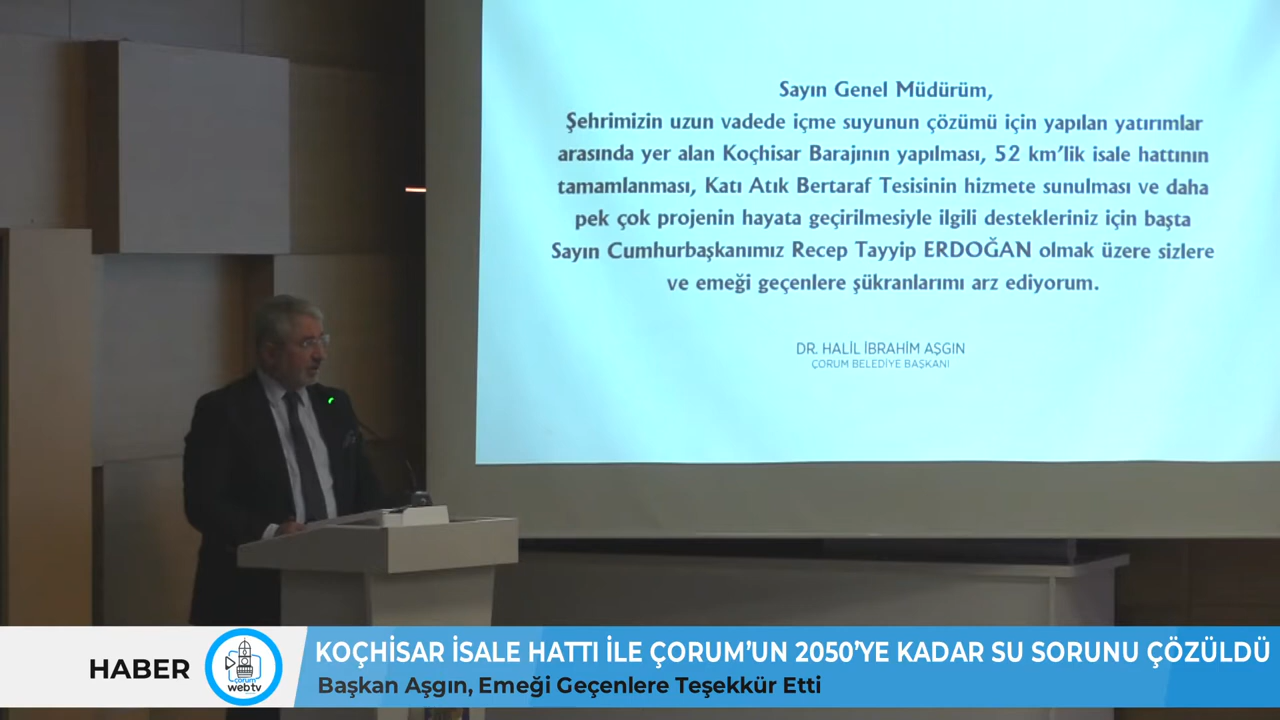 Sayın Genel Müdürüm,
Şehrimizin uzun vadede içme suyunun çözümü için yapılan yatırımlar
arasında yer alan Koçhisar Barajının yapılması, 52 km'lik isale hattının
tamamlanması, Katı Atık Bertaraf Tesisinin hizmete sunulması ve daha
pek çok projenin hayata geçirilmesiyle ilgili destekleriniz için başta
Sayın Cumhurbaşkanımız Recep Tayyip ERDOĞAN olmak üzere sizlere
ve emeği geçenlere şükranlarımı arz ediyorum.
DR. HALİL İBRAHİM AŞGIN
ÇORUM BELEDİYE BAŞKANI
HABER
çorum
web tv
KOÇHİSAR İSALE HATTI İLE ÇORUM'UN 2050'YE KADAR SU SORUNU ÇÖZÜLDÜ
Başkan Aşgın, Emeği Geçenlere Teşekkür Etti